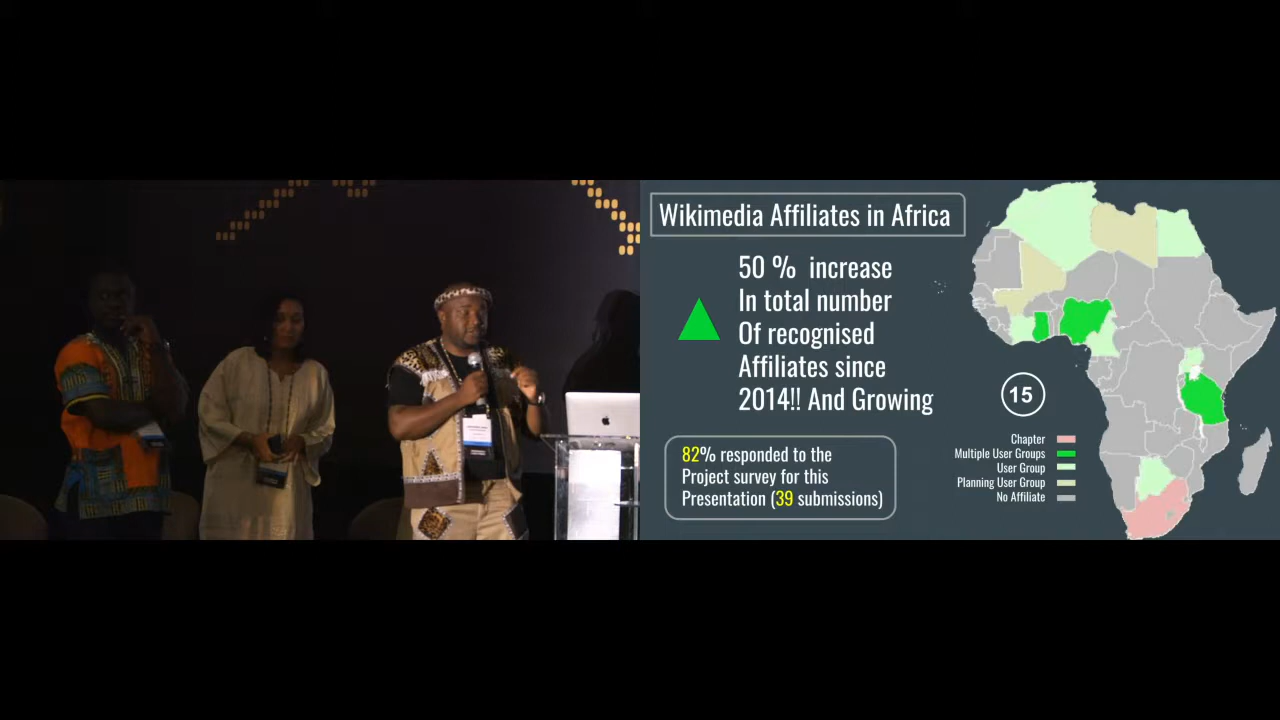 Wikimedia Affiliates in Africa
50 % increase
In total number
Of recognised
Affiliates since
2014!! And Growing
82% responded to the
Project survey for this
Presentation (39 submissions)
15
Chapter
Multiple User Groups
User Group
Planning User Group
No Affiliate